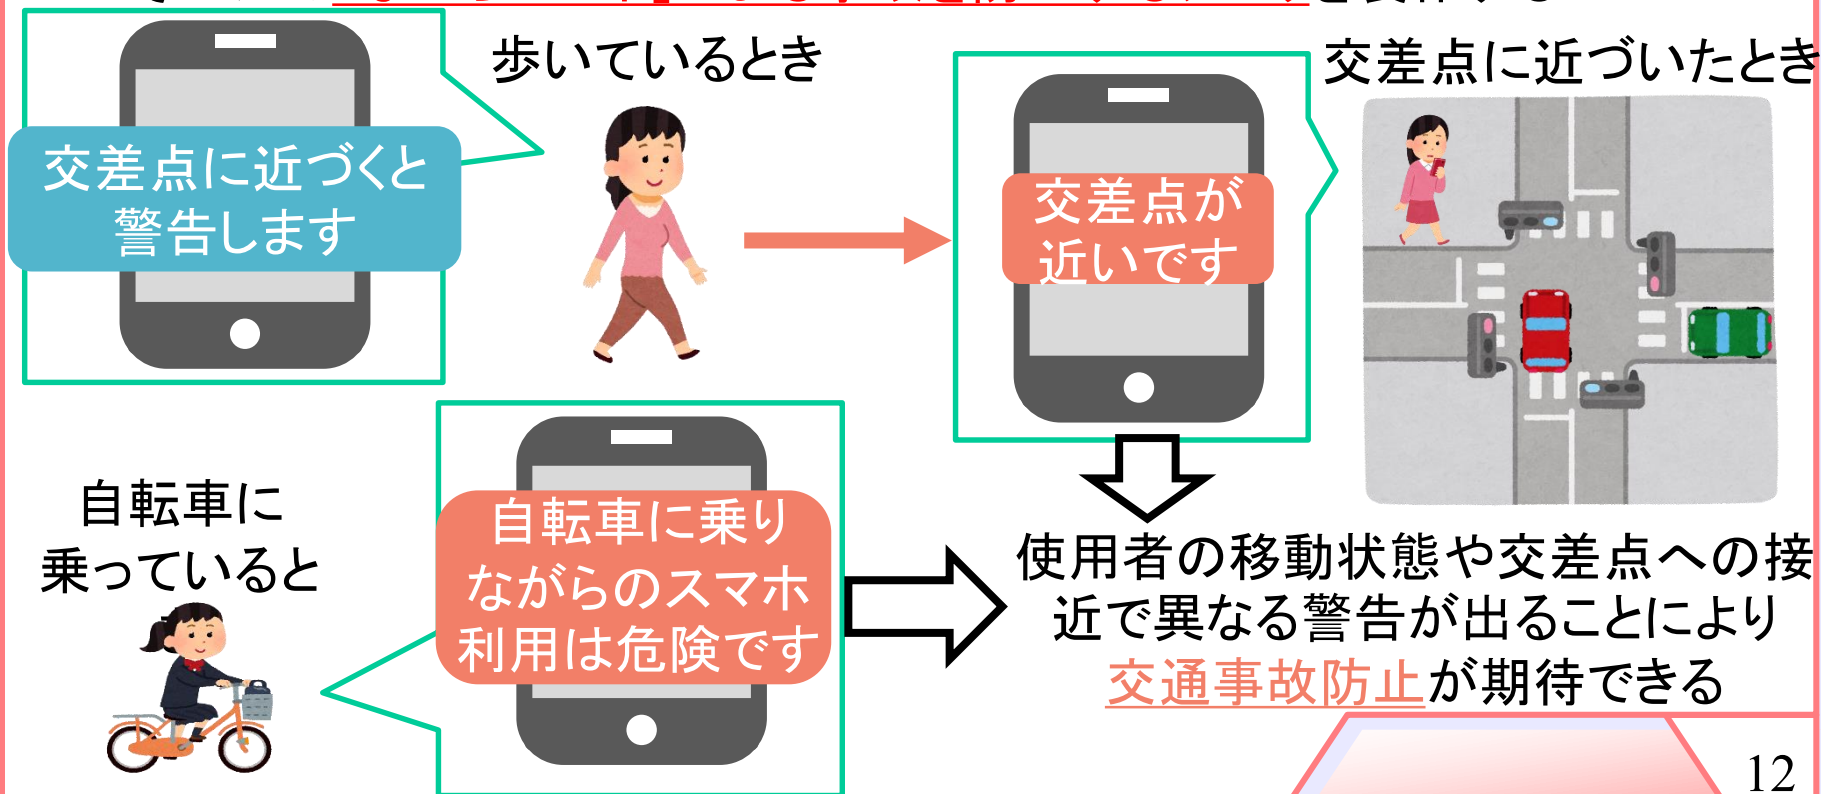 歩いているとき
交差点に近づいたとき
交差点に近づくと
警告します
交差点が
近いです
自転車に
乗っていると
自転車に乗り
ながらのスマホ
利用は危険です
使用者の移動状態や交差点への接
近で異なる警告が出ることにより
交通事故防止が期待できる
12